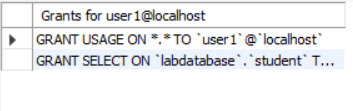 Grants for user1@localhost
GRANT USAGE ON *.* TO `user1`@`localhost`
GRANT SELECT ON `labdatabase`.`student` T...